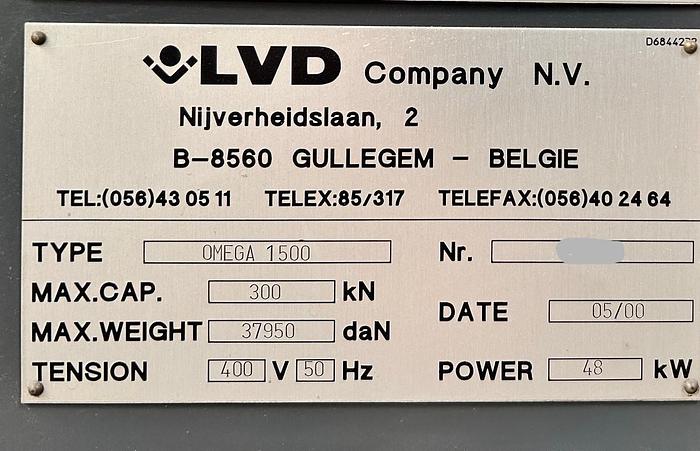 D6844272
LVD Company N.V.
Nijverheidslaan, 2
B-8560 GULLEGEM - BELGIE
TEL:(056)43 05 11 TELEX:85/317 TELEFAX:(056)40 24 64
TYPE OMEGA 1500 Nr.
MAX.CAP. 300 kN
DATE 05/00
MAX.WEIGHT 37950 daN
TENSION 400 V 50 Hz POWER 48 kW